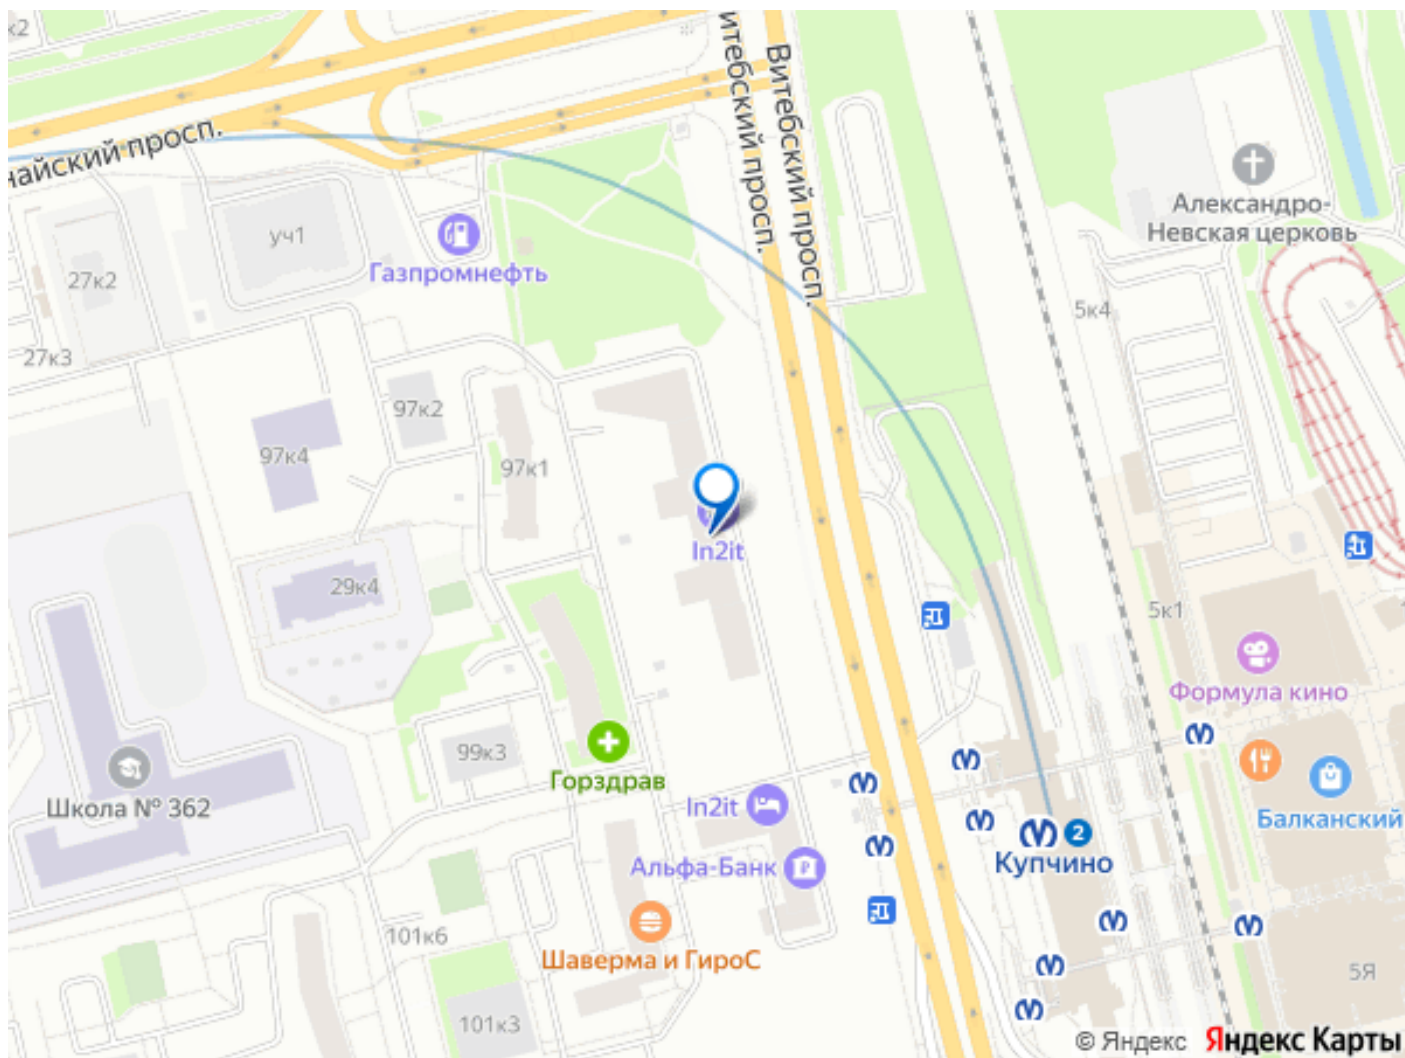 к2
Витебский просп.
итебский просп.
найский просп.
уч1
Газпромнефть
27к2
27к3
Александро-
Невская церковь
5к4
97к2
97к4
97к1
In2it
29к4
5к1
Формула кино
99к3
Горздрав
Школа № 362
In2it
Альфа-Банк
2
Купчино
Балканский
101к6
Шаверма и ГироС
101к3
5Я
© Яндекс Яндекс Карты